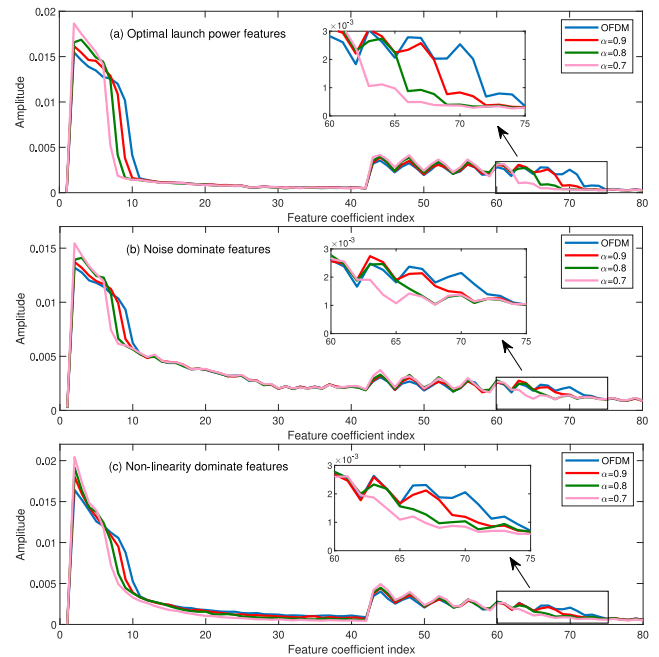 (a) Optimal launch power features
Amplitude
0.02
0.015
0.01
0.005
0
0 10 20 30 40 50 60 70 80
Feature coefficient index
×10⁻³
3
2
1
0
60 65 70 75
OFDM
α=0.9
α=0.8
α=0.7
(b) Noise dominate features
Amplitude
0.015
0.01
0.005
0
0 10 20 30 40 50 60 70 80
Feature coefficient index
×10⁻³
3
2
1
0
60 65 70 75
OFDM
α=0.9
α=0.8
α=0.7
(c) Non-linearity dominate features
Amplitude
0.02
0.015
0.01
0.005
0
0 10 20 30 40 50 60 70 80
Feature coefficient index
×10⁻³
3
2
1
0
60 65 70 75
OFDM
α=0.9
α=0.8
α=0.7